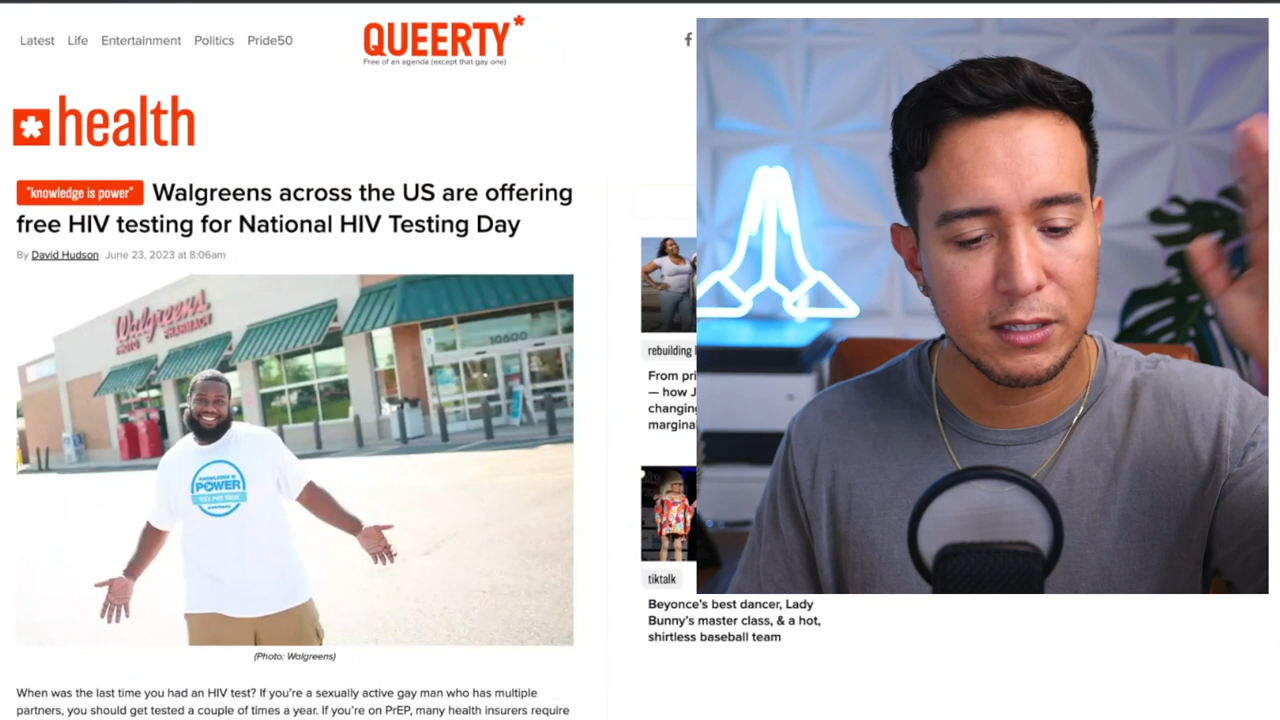 Latest Life Entertainment Politics Pride50
QUEERTY*
Free of an agenda (except that gay one)
f
* health
"knowledge is power" Walgreens across the US are offering
free HIV testing for National HIV Testing Day
By David Hudson June 23, 2023 at 8:06am
Walgreens
PHOTO PHARMACY
10600
KNOWLEDGE IS
POWER
(Photo: Walgreens)
When was the last time you had an HIV test? If you're a sexually active gay man who has multiple
partners, you should get tested a couple of times a year. If you're on PrEP, many health insurers require
rebuilding
From pri
— how J
changing
margina
tiktalk
Beyonce's best dancer, Lady
Bunny's master class, & a hot,
shirtless baseball team